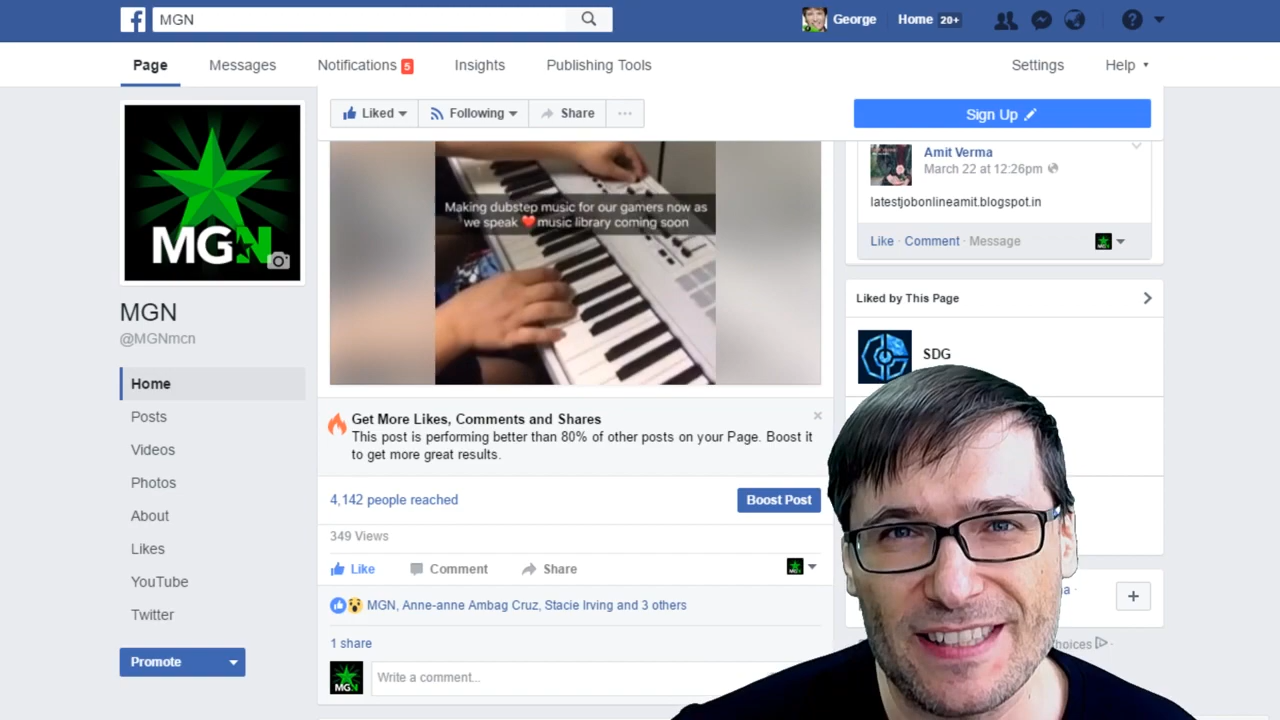 MGN
George
Home 20+
Page
Messages
Notifications 5
Insights
Publishing Tools
Settings
Help
MGN
MGN
@MGNmcn
Home
Posts
Videos
Photos
About
Likes
YouTube
Twitter
Promote
Liked
Following
Share
Sign Up
Making dubstep music for our gamers now as
we speak ❤ music library coming soon
Get More Likes, Comments and Shares
This post is performing better than 80% of other posts on your Page. Boost it
to get more great results.
4,142 people reached
Boost Post
349 Views
Like
Comment
Share
MGN, Anne-anne Ambag Cruz, Stacie Irving and 3 others
1 share
MGN
Write a comment...
Amit Verma
March 22 at 12:26pm
latestjobonlineamit.blogspot.in
Like · Comment · Message
Liked by This Page
SDG